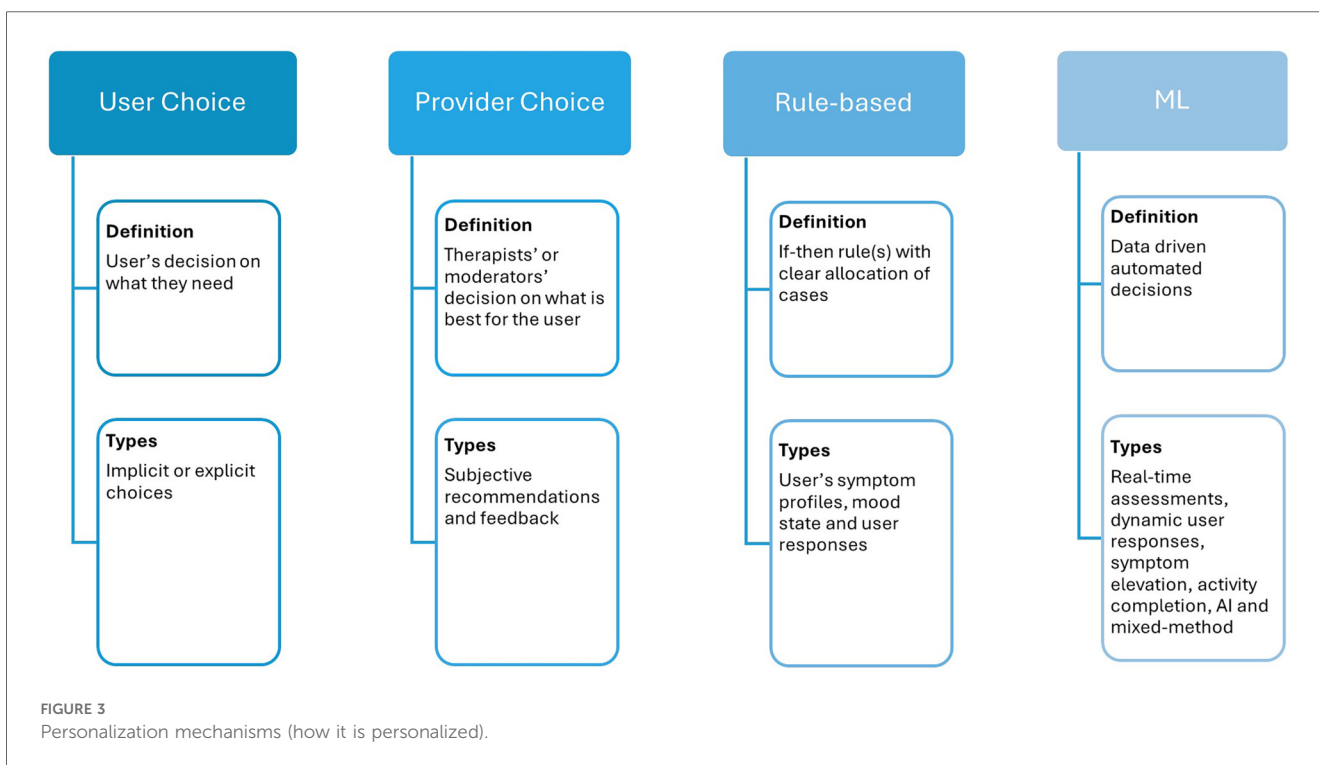 User Choice
Definition
User's decision on
what they need
Types
Implicit or explicit
choices
Provider Choice
Definition
Therapists' or
moderators'
decision on what is
best for the user
Types
Subjective
recommendations
and feedback
Rule-based
Definition
If-then rule(s) with
clear allocation of
cases
Types
User's symptom
profiles, mood
state and user
responses
ML
Definition
Data driven
automated
decisions
Types
Real-time
assessments,
dynamic user
responses,
symptom
elevation, activity
completion, AI and
mixed-method
FIGURE 3
Personalization mechanisms (how it is personalized).